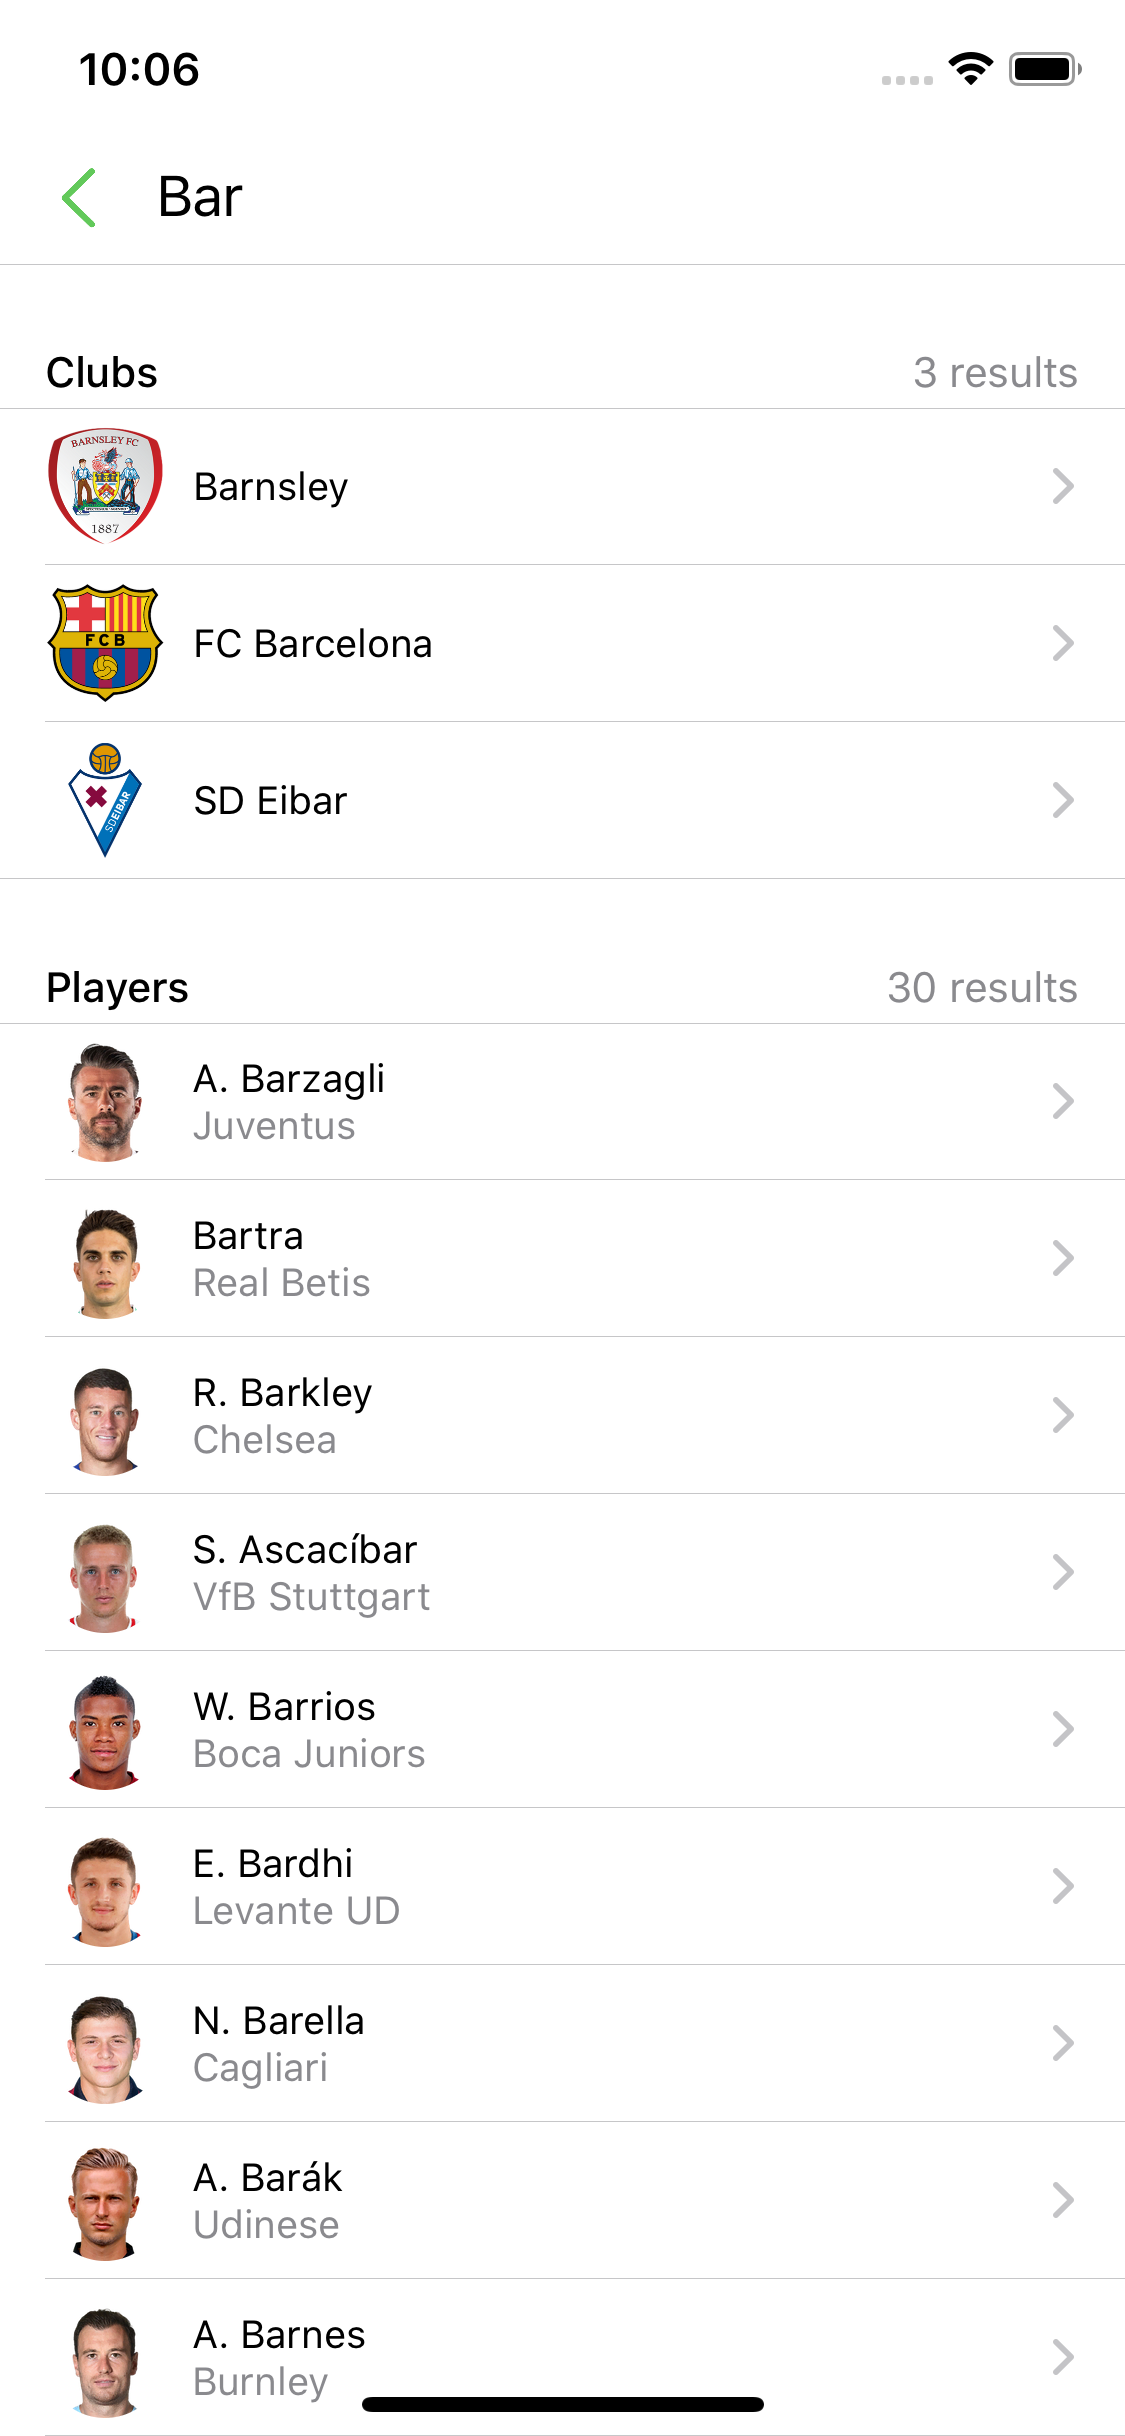 10:06
Bar
Clubs 3 results
BARNSLEY FC
1887
Barnsley
FCB
FC Barcelona
SD EIBAR
SD Eibar
Players 30 results
A. Barzagli
Juventus
Bartra
Real Betis
R. Barkley
Chelsea
S. Ascacíbar
VfB Stuttgart
W. Barrios
Boca Juniors
E. Bardhi
Levante UD
N. Barella
Cagliari
A. Barák
Udinese
A. Barnes
Burnley